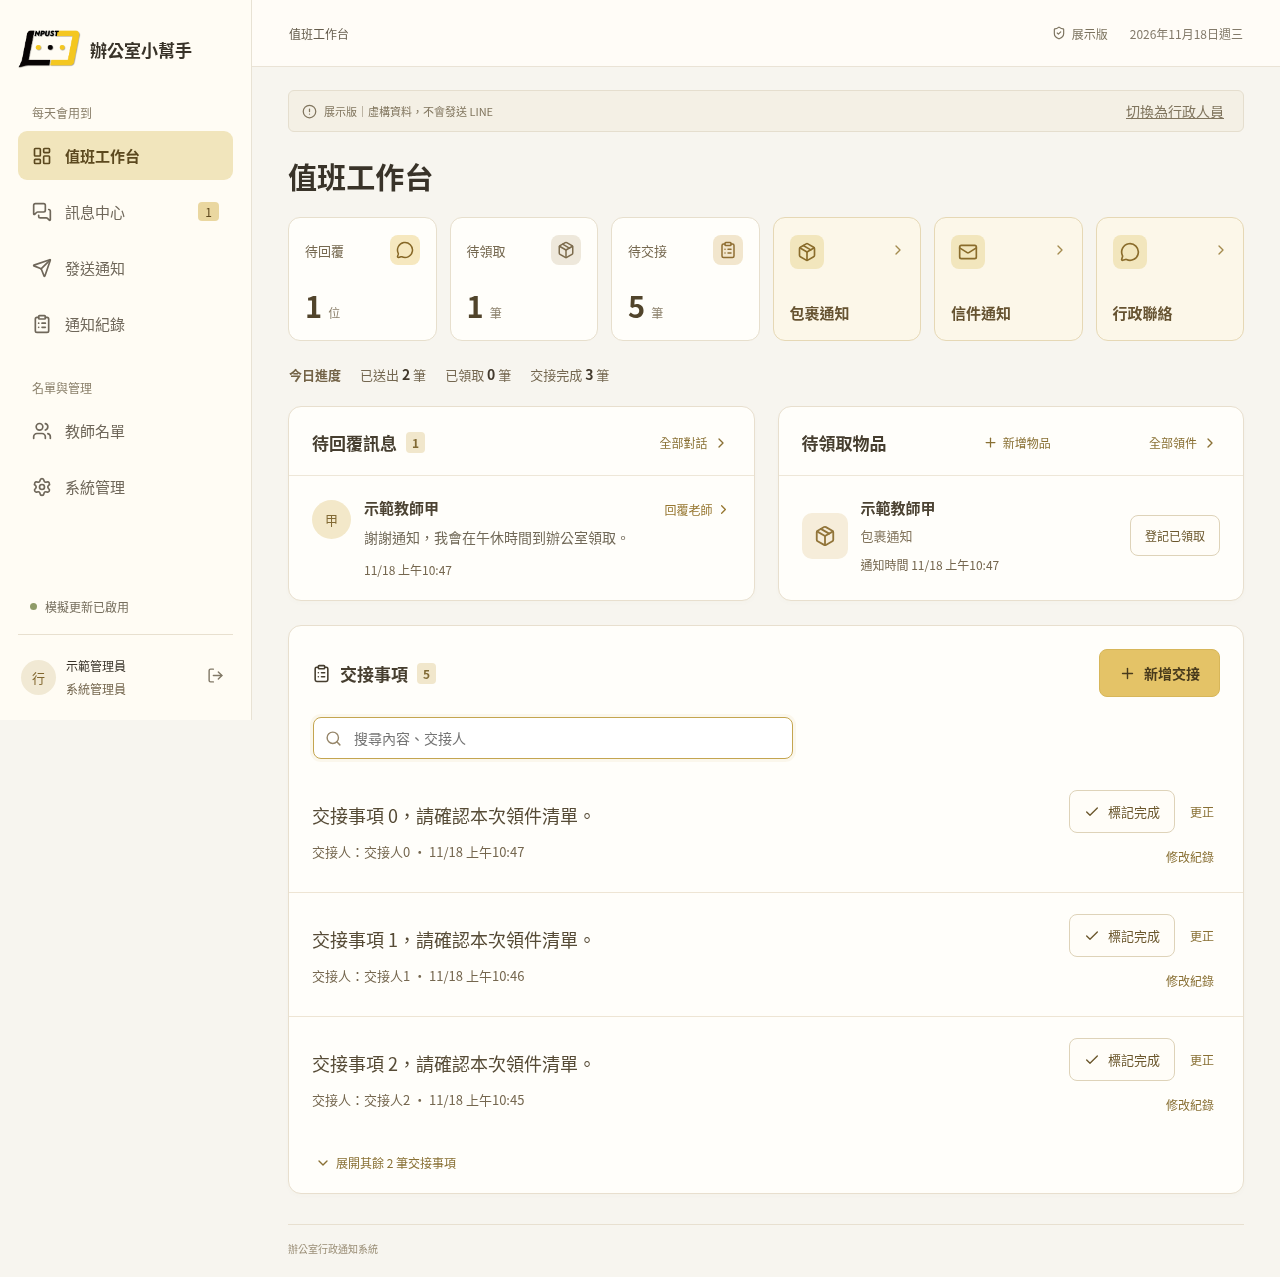 NPUST
辦公室小幫手
每天會用到
值班工作台
訊息中心 1
發送通知
通知紀錄
名單與管理
教師名單
系統管理
模擬更新已啟用
行
示範管理員
系統管理員
值班工作台
展示版 2026年11月18日週三
展示版｜虛構資料，不會發送 LINE
切換為行政人員
值班工作台
待回覆
1 位
待領取
1 筆
待交接
5 筆
包裹通知
信件通知
行政聯絡
今日進度 已送出 2 筆 已領取 0 筆 交接完成 3 筆
待回覆訊息 1
全部對話
甲
示範教師甲
回覆老師
謝謝通知，我會在午休時間到辦公室領取。
11/18 上午10:47
待領取物品
新增物品
全部領件
示範教師甲
包裹通知
通知時間 11/18 上午10:47
登記已領取
交接事項 5
新增交接
搜尋內容、交接人
交接事項 0，請確認本次領件清單。
交接人：交接人0 · 11/18 上午10:47
標記完成 更正
修改紀錄
交接事項 1，請確認本次領件清單。
交接人：交接人1 · 11/18 上午10:46
標記完成 更正
修改紀錄
交接事項 2，請確認本次領件清單。
交接人：交接人2 · 11/18 上午10:45
標記完成 更正
修改紀錄
展開其餘 2 筆交接事項
辦公室行政通知系統